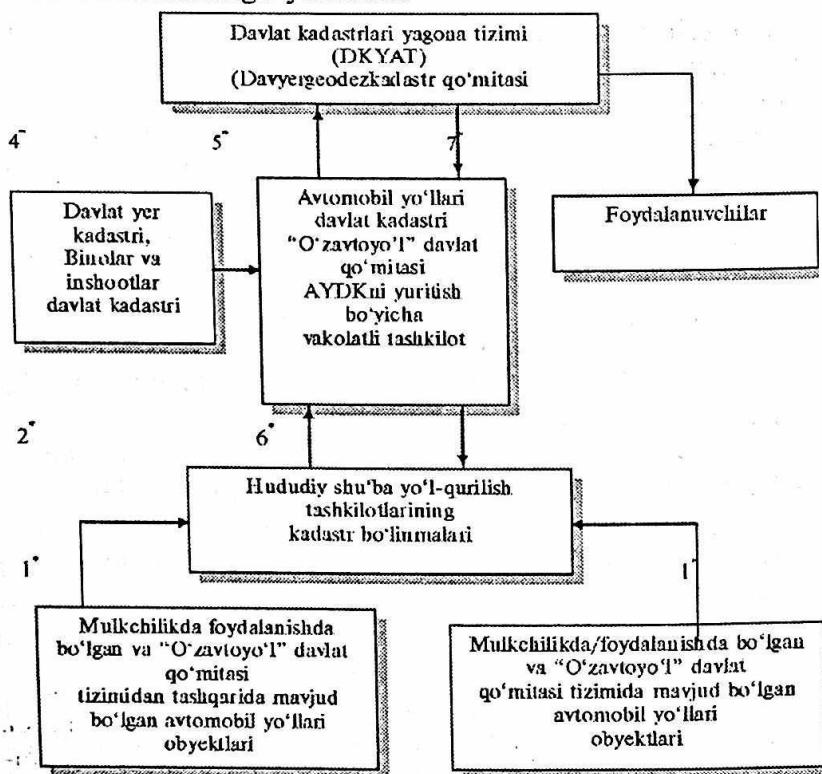 Davlat kadastrlari yagona tizimi
(DKYAT)
(Davyergeodezkadastr qo‘mitasi
4
5
7
Davlat yer
kadastri,
Binolar va
inshootlar
davlat kadastri
Avtomobil yo‘llari
davlat kadastri
“O‘zavtoyo‘l” davlat
qo‘mitasi
AYDKni yuritish
bo‘yicha
vakolatli tashkilot
Foydalanuvchilar
2*
6*
Hududiy shu’ba yo‘l-qurilish
tashkilotlarining
kadastr bo‘linmalari
1*
1
Mulkchilikda foydalanishda
bo‘lgan va “O‘zavtoyo‘l” davlat
qo‘mitasi
tizimidan tashqarida mavjud
bo‘lgan avtomobil yo‘llari
obyektlari
Mulkchilikda/foydalanishda bo‘lgan
va “O‘zavtoyo‘l” davlat
qo‘mitasi tizimida mavjud bo‘lgan
avtomobil yo‘llari
obyektlari